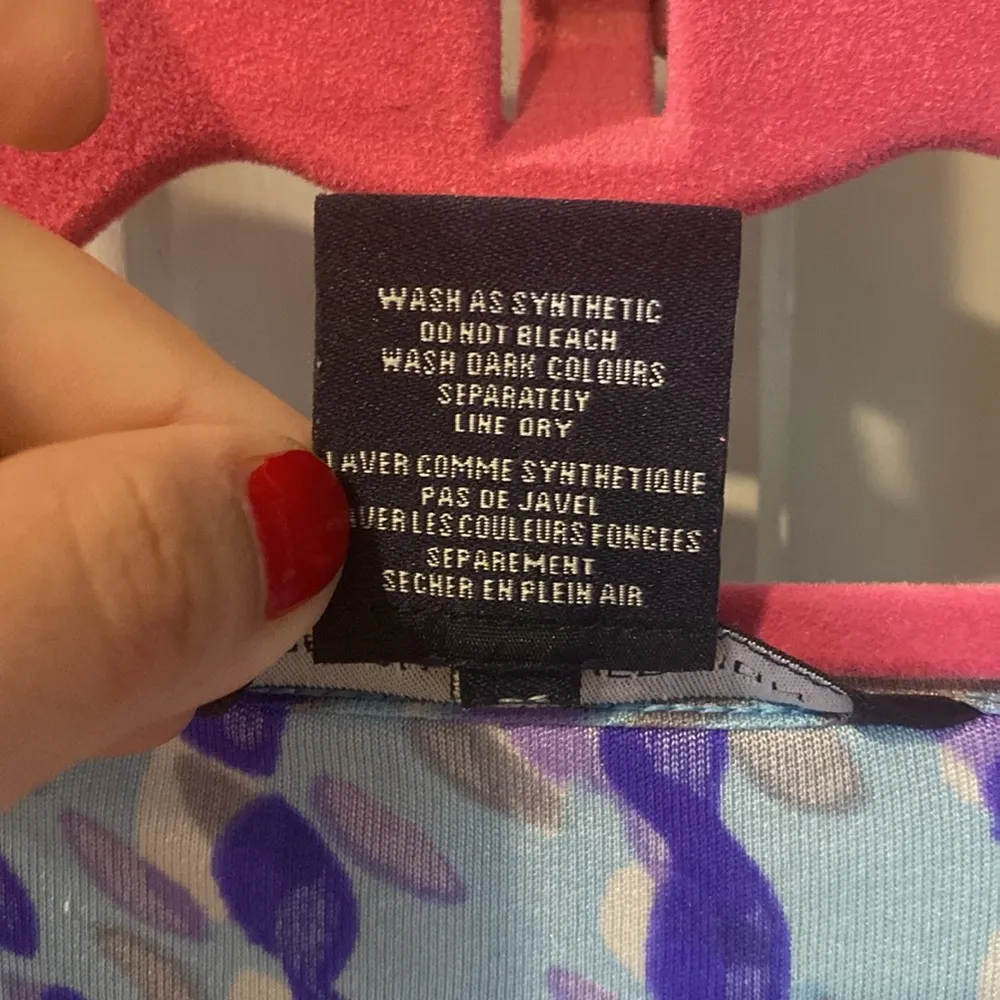 WASH AS SYNTHETIC
DO NOT BLEACH
WASH DARK COLOURS
SEPARATELY
LINE DRY
LAVER COMME SYNTHETIQUE
PAS DE JAVEL
LAVER LES COULEURS FONCEES
SEPAREMENT
SECHER EN PLEIN AIR